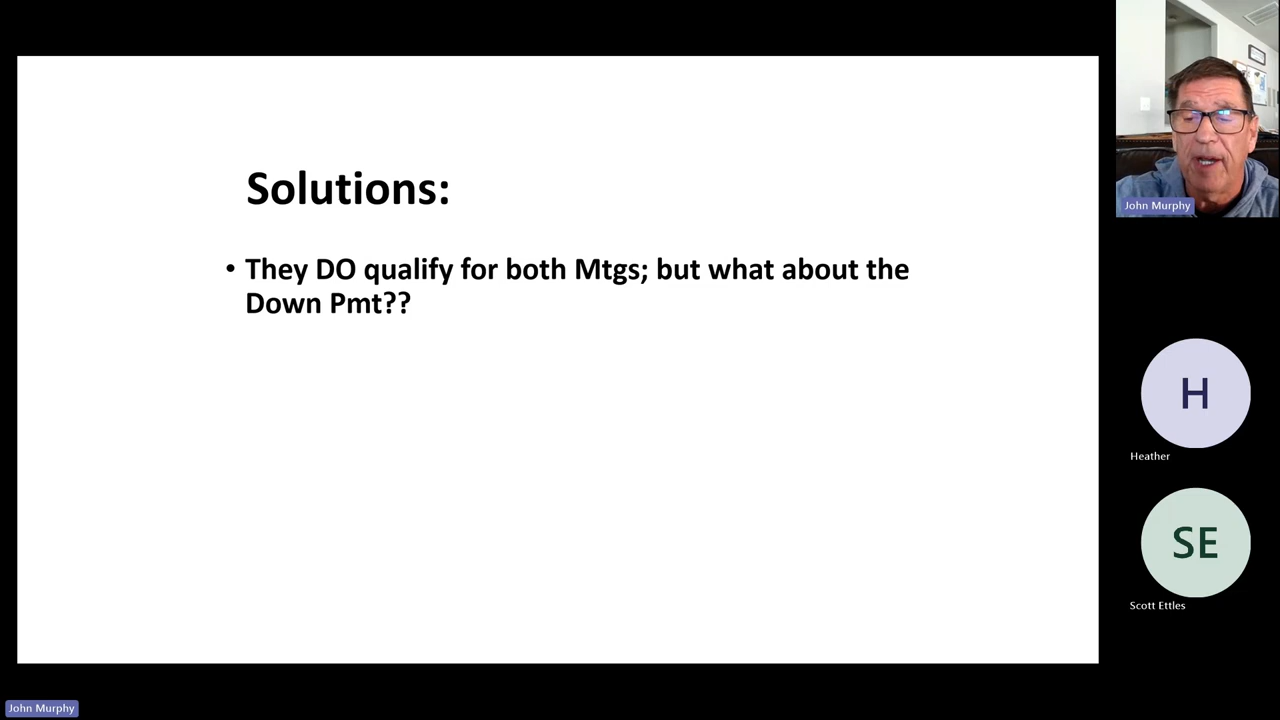 Solutions:
• They DO qualify for both Mtgs; but what about the
Down Pmt??
John Murphy
H
Heather
SE
Scott Ettles
John Murphy